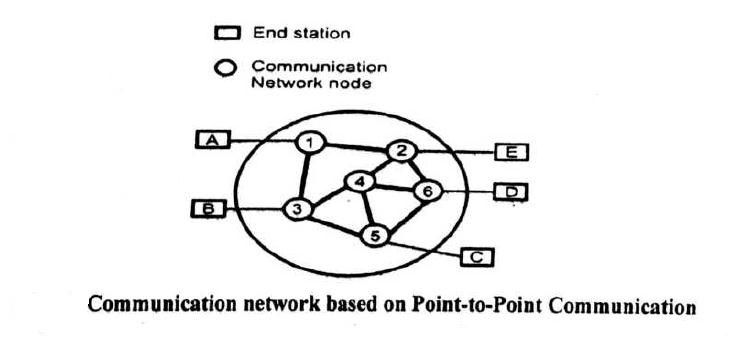 End station
Communication
Network node
A
1
2
E
4
6
D
B
3
5
C
Communication network based on Point-to-Point Communication